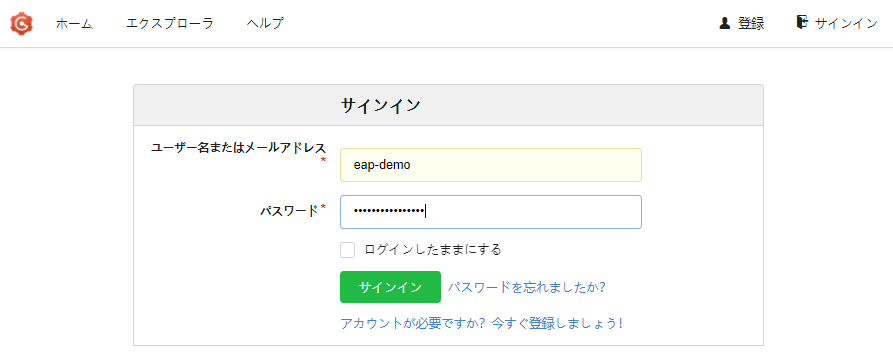 ホーム エクスプローラ ヘルプ 登録 サインイン
サインイン
ユーザー名またはメールアドレス
*
eap-demo
パスワード *
••••••••••••••••
ログインしたままにする
サインイン パスワードを忘れましたか?
アカウントが必要ですか? 今すぐ登録しましょう!